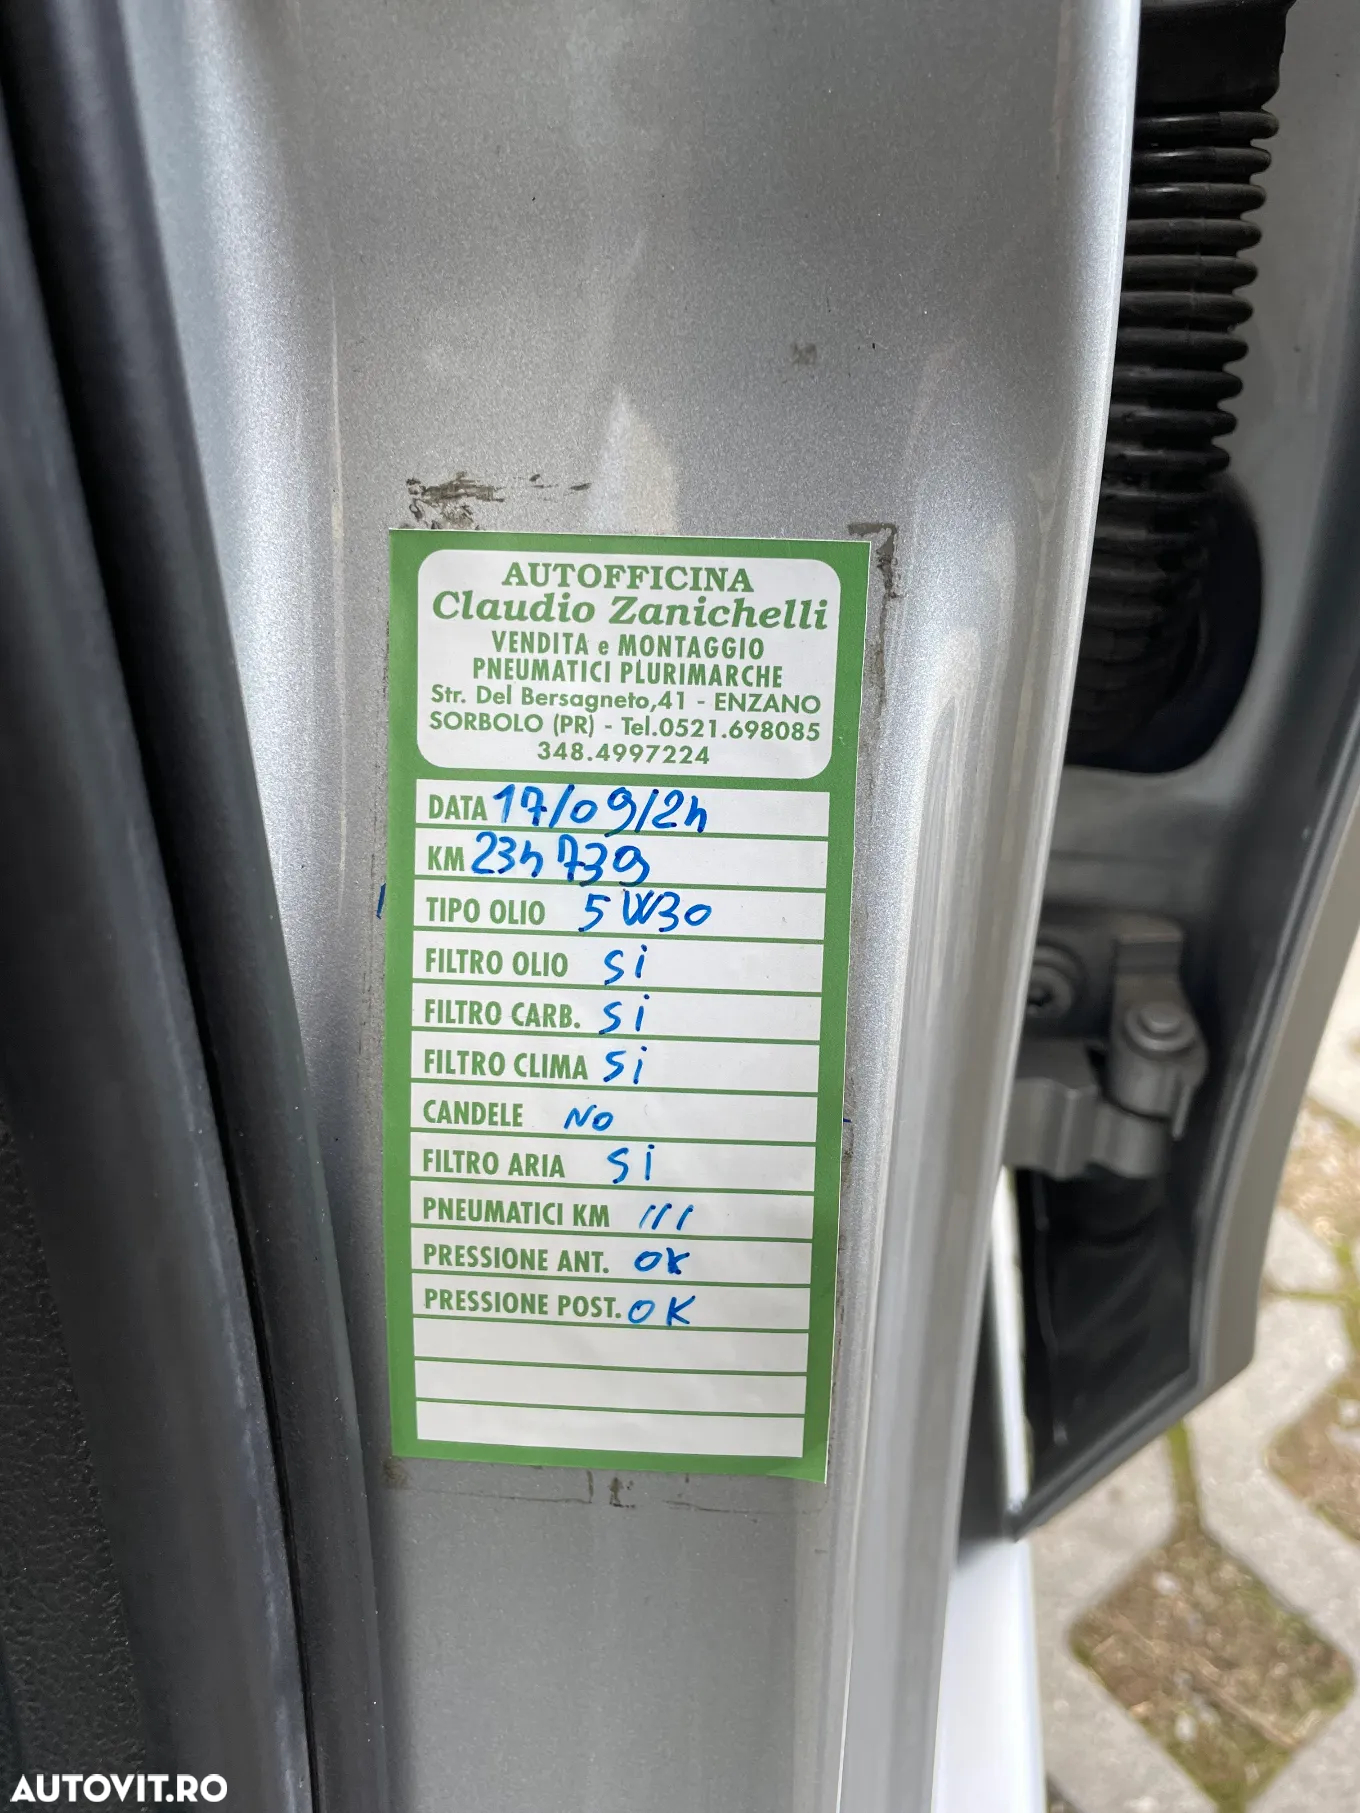 AUTOFFICINA
Claudio Zanichelli
VENDITA e MONTAGGIO
PNEUMATICI PLURIMARCHE
Str. Del Bersagneto,41 - ENZANO
SORBOLO (PR) - Tel.0521.698085
348.4997224
DATA 17/09/24
KM 234739
TIPO OLIO 5W30
FILTRO OLIO Si
FILTRO CARB. Si
FILTRO CLIMA Si
CANDELE NO
FILTRO ARIA Si
PNEUMATICI KM ///
PRESSIONE ANT. OK
PRESSIONE POST. OK
AUTOVIT.RO